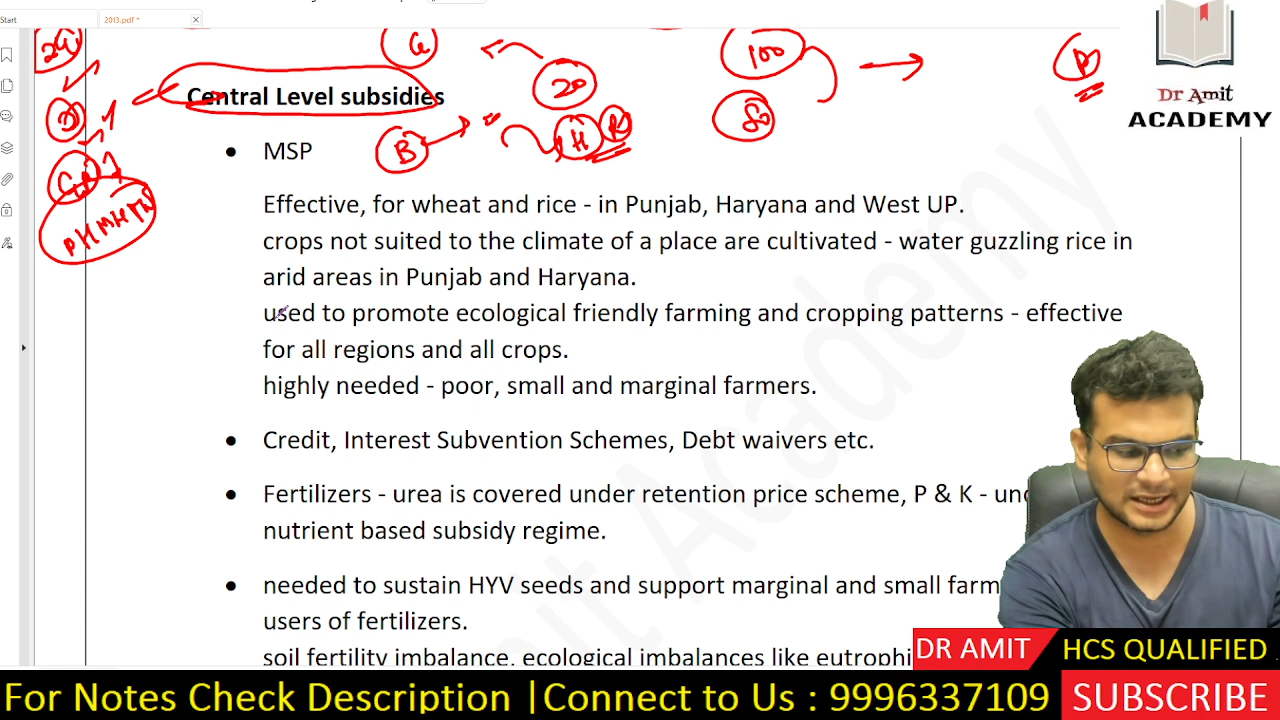 Start
2013.pdf *
24
G
100
20
80
B
H R
PHMHTR
Dr Amit
ACADEMY
Central Level subsidies
• MSP
Effective, for wheat and rice - in Punjab, Haryana and West UP.
crops not suited to the climate of a place are cultivated - water guzzling rice in
arid areas in Punjab and Haryana.
used to promote ecological friendly farming and cropping patterns - effective
for all regions and all crops.
highly needed - poor, small and marginal farmers.
• Credit, Interest Subvention Schemes, Debt waivers etc.
• Fertilizers - urea is covered under retention price scheme, P & K -
nutrient based subsidy regime.
• needed to sustain HYV seeds and support marginal and small
users of fertilizers.
soil fertility imbalance, ecological imbalances like
DR AMIT
HCS QUALIFIED
For Notes Check Description | Connect to Us : 9996337109
SUBSCRIBE